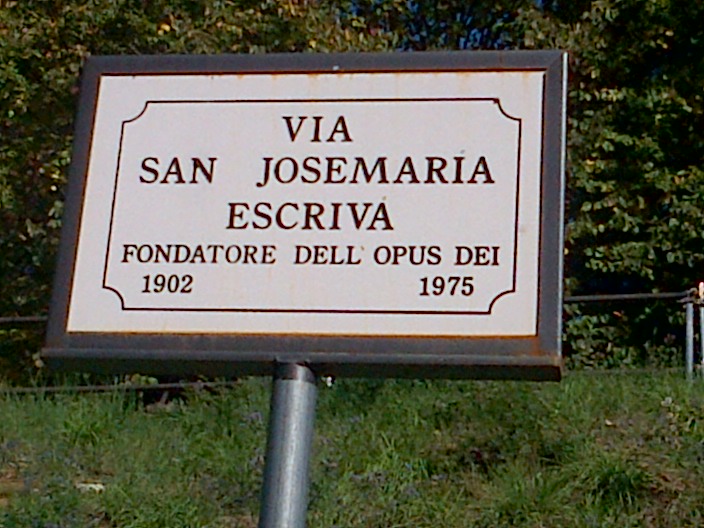 VIA
SAN JOSEMARIA
ESCRIVA
FONDATORE DELL' OPUS DEI
1902 1975